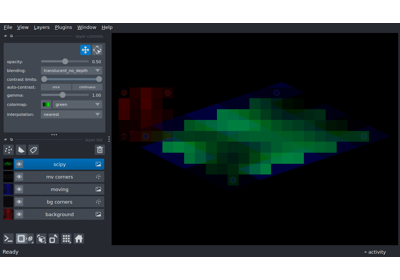 File View Layers Plugins Window Help
opacity: 0.50
blending: translucent_no_depth
contrast limits:
auto-contrast: once continuous
gamma: 1.00
colormap: green
interpolation: nearest
scipy
mv corners
moving
bg corners
background
Ready
activity